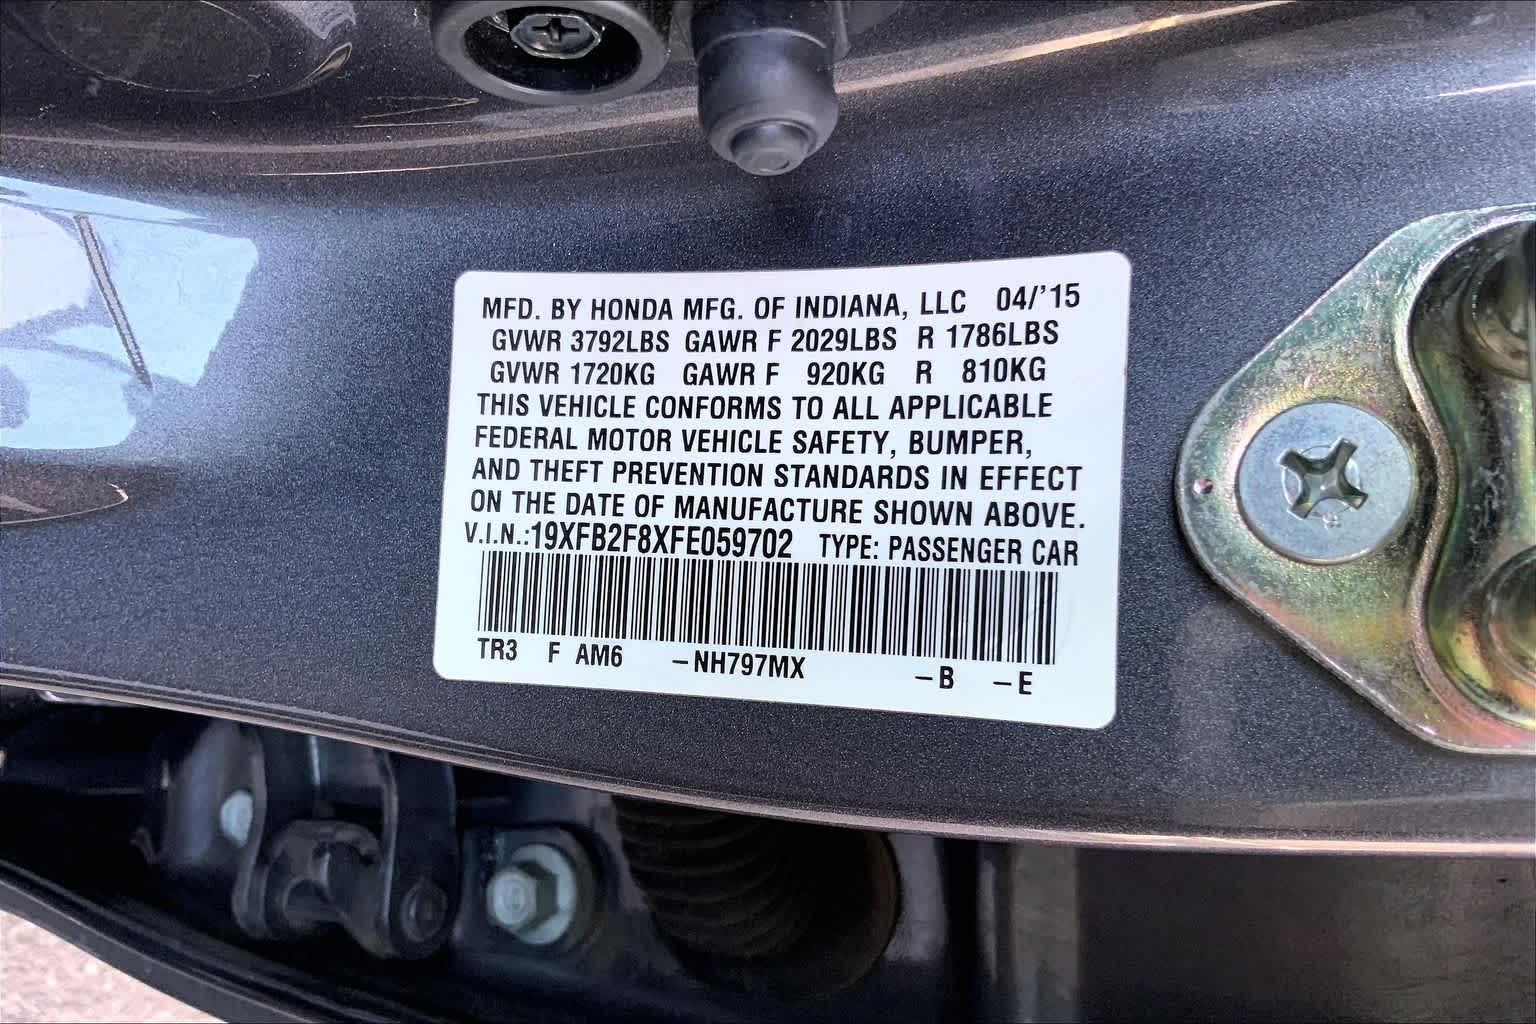 MFD. BY HONDA MFG. OF INDIANA, LLC 04/'15
GVWR 3792LBS GAWR F 2029LBS R 1786LBS
GVWR 1720KG GAWR F 920KG R 810KG
THIS VEHICLE CONFORMS TO ALL APPLICABLE
FEDERAL MOTOR VEHICLE SAFETY, BUMPER,
AND THEFT PREVENTION STANDARDS IN EFFECT
ON THE DATE OF MANUFACTURE SHOWN ABOVE.
V.I.N.:19XFB2F8XFE059702 TYPE: PASSENGER CAR
TR3 F AM6 –NH797MX –B –E